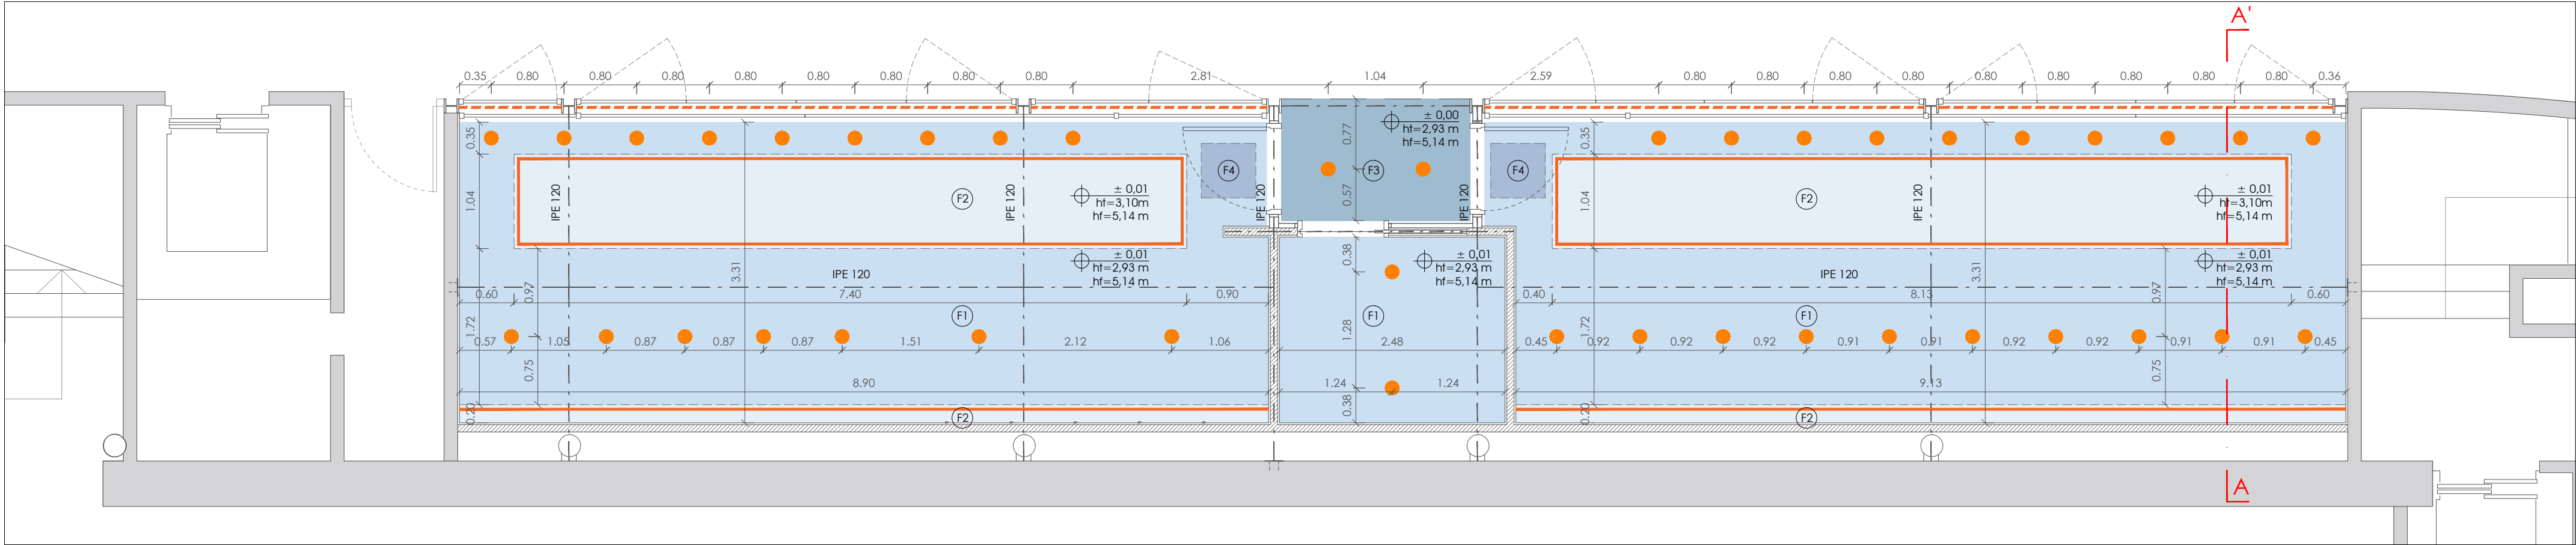 A'
0.35 0.80 0.80 0.80 0.80 0.80 0.80 0.80 0.80 2.81 1.04 2.59 0.80 0.80 0.80 0.80 0.80 0.80 0.80 0.80 0.80 0.36
0.35
0.77
± 0,00
ht=2,93 m
hf=5,14 m
0.35
F4
F3
F4
0.57
1.04
IPE 120
IPE 120
IPE 120
IPE 120
IPE 120
1.04
F2
± 0,01
ht=3,10m
hf=5,14 m
F2
± 0,01
ht=3,10m
hf=5,14 m
± 0,01
ht=2,93 m
hf=5,14 m
0.38
± 0,01
ht=2,93 m
hf=5,14 m
± 0,01
ht=2,93 m
hf=5,14 m
IPE 120
3.31
IPE 120
3.31
0.60 0.97 7.40 0.90
0.40 8.13 0.97 0.60
1.72
F1
1.28
F1
F1
1.72
0.57 1.05 0.87 0.87 0.87 1.51 2.12 1.06 2.48 0.45 0.92 0.92 0.92 0.91 0.91 0.92 0.92 0.91 0.91 0.45
0.75
8.90
1.24 1.24
9.13
0.75
0.20
F2
0.38
0.20
F2
A